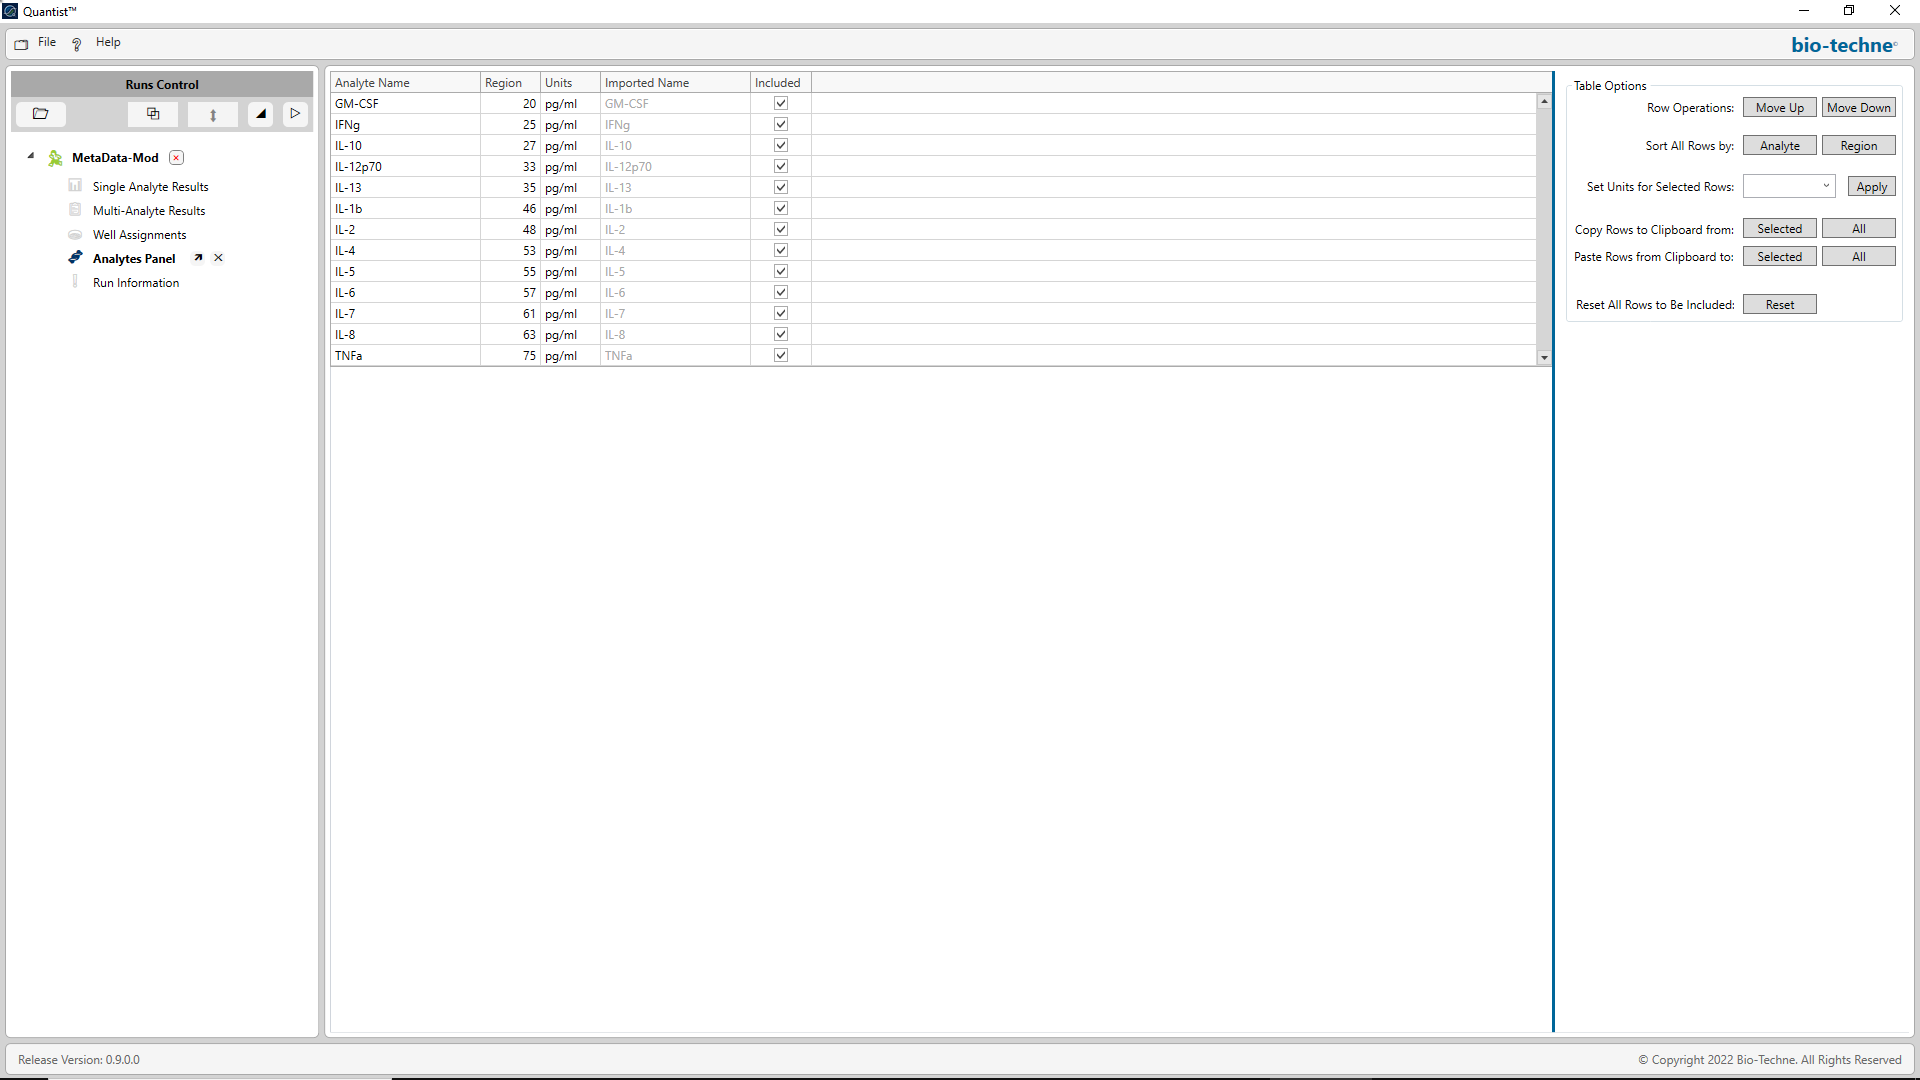 Quantist™
File Help
bio-techne®
Runs Control
MetaData-Mod
Single Analyte Results
Multi-Analyte Results
Well Assignments
Analytes Panel
Run Information
Analyte Name Region Units Imported Name Included
GM-CSF 20 pg/ml GM-CSF
IFNg 25 pg/ml IFNg
IL-10 27 pg/ml IL-10
IL-12p70 33 pg/ml IL-12p70
IL-13 35 pg/ml IL-13
IL-1b 46 pg/ml IL-1b
IL-2 48 pg/ml IL-2
IL-4 53 pg/ml IL-4
IL-5 55 pg/ml IL-5
IL-6 57 pg/ml IL-6
IL-7 61 pg/ml IL-7
IL-8 63 pg/ml IL-8
TNFa 75 pg/ml TNFa
Table Options
Row Operations: Move Up Move Down
Sort All Rows by: Analyte Region
Set Units for Selected Rows: Apply
Copy Rows to Clipboard from: Selected All
Paste Rows from Clipboard to: Selected All
Reset All Rows to Be Included: Reset
Release Version: 0.9.0.0
© Copyright 2022 Bio-Techne. All Rights Reserved